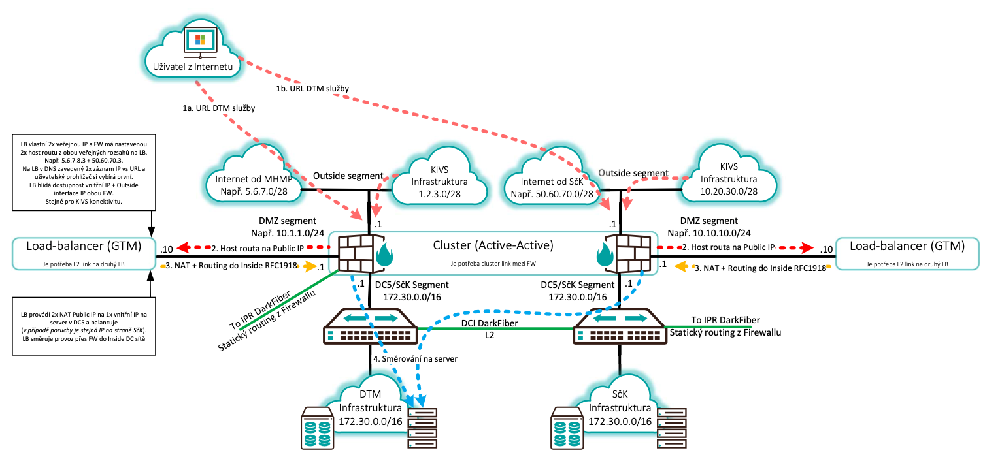 Uživatel z Internetu
1b. URL DTM služby
1a. URL DTM služby
LB vlastní 2x veřejnou IP a FW má nastavenou
2x host routu z obou veřejných rozsahů na LB.
Např. 5.6.7.8.3 + 50.60.70.3.
Na LB v DNS zavedený 2x záznam IP vs URL a
uživatelský prohlížeč si vybírá první.
LB hlídá dostupnost vnitřní IP + Outside
interface IP obou FW.
Stejné pro KIVS konektivitu.
Internet od MHMP
Např. 5.6.7.0/28
Outside segment
KIVS
Infrastruktura
1.2.3.0/28
Internet od SčK
Např. 50.60.70.0/28
Outside segment
KIVS
Infrastruktura
10.20.30.0/28
DMZ segment
Např. 10.1.1.0/24
.1
.1
DMZ segment
Např. 10.10.10.0/24
Load-balancer (GTM)
Je potřeba L2 link na druhý LB
.10
2. Host routa na Public IP
3. NAT + Routing do Inside RFC1918
.1
Cluster (Active-Active)
Je potřeba cluster link mezi FW
2. Host routa na Public IP
.10
.1
3. NAT + Routing do Inside RFC1918
Load-balancer (GTM)
Je potřeba L2 link na druhý LB
.1
DC5/SčK Segment
172.30.0.0/16
DC5/SčK Segment
172.30.0.0/16
.1
LB provádí 2x NAT Public IP na 1x vnitřní IP na
server v DC5 a balancuje
(v případě poruchy je stejná IP na straně SčK).
LB směruje provoz přes FW do Inside DC sítě
To IPR DarkFiber
Statický routing z Firewallu
DCI DarkFiber
L2
To IPR DarkFiber
Statický routing z Firewallu
4. Směrování na server
DTM
Infrastruktura
172.30.0.0/16
SčK
Infrastruktura
172.30.0.0/16